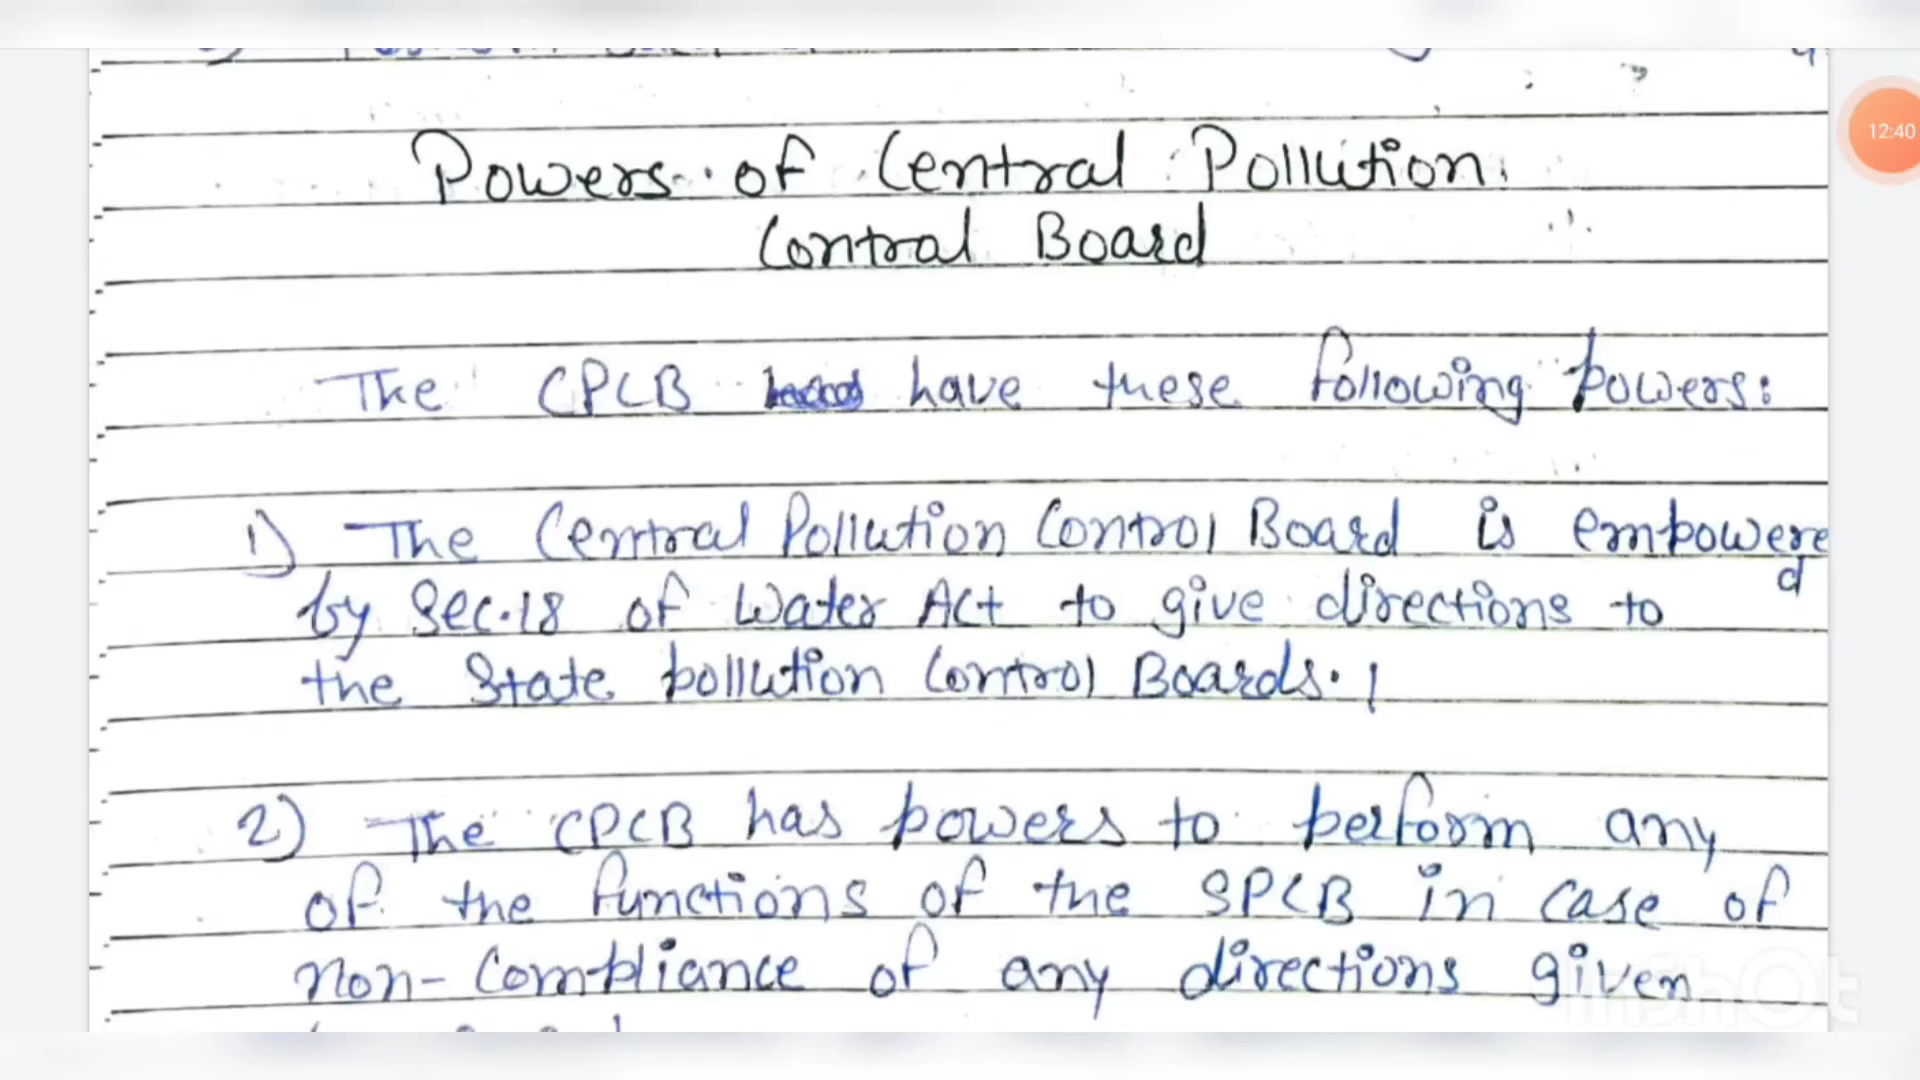 12:40
Powers of Central Pollution
Control Board
The CPCB have these following powers:
1) The Central Pollution Control Board is empowered
by Sec.18 of Water Act to give directions to
the State pollution Control Boards.
2) The CPCB has powers to perform any
of the functions of the SPCB in case of
non-compliance of any directions given
InShOt